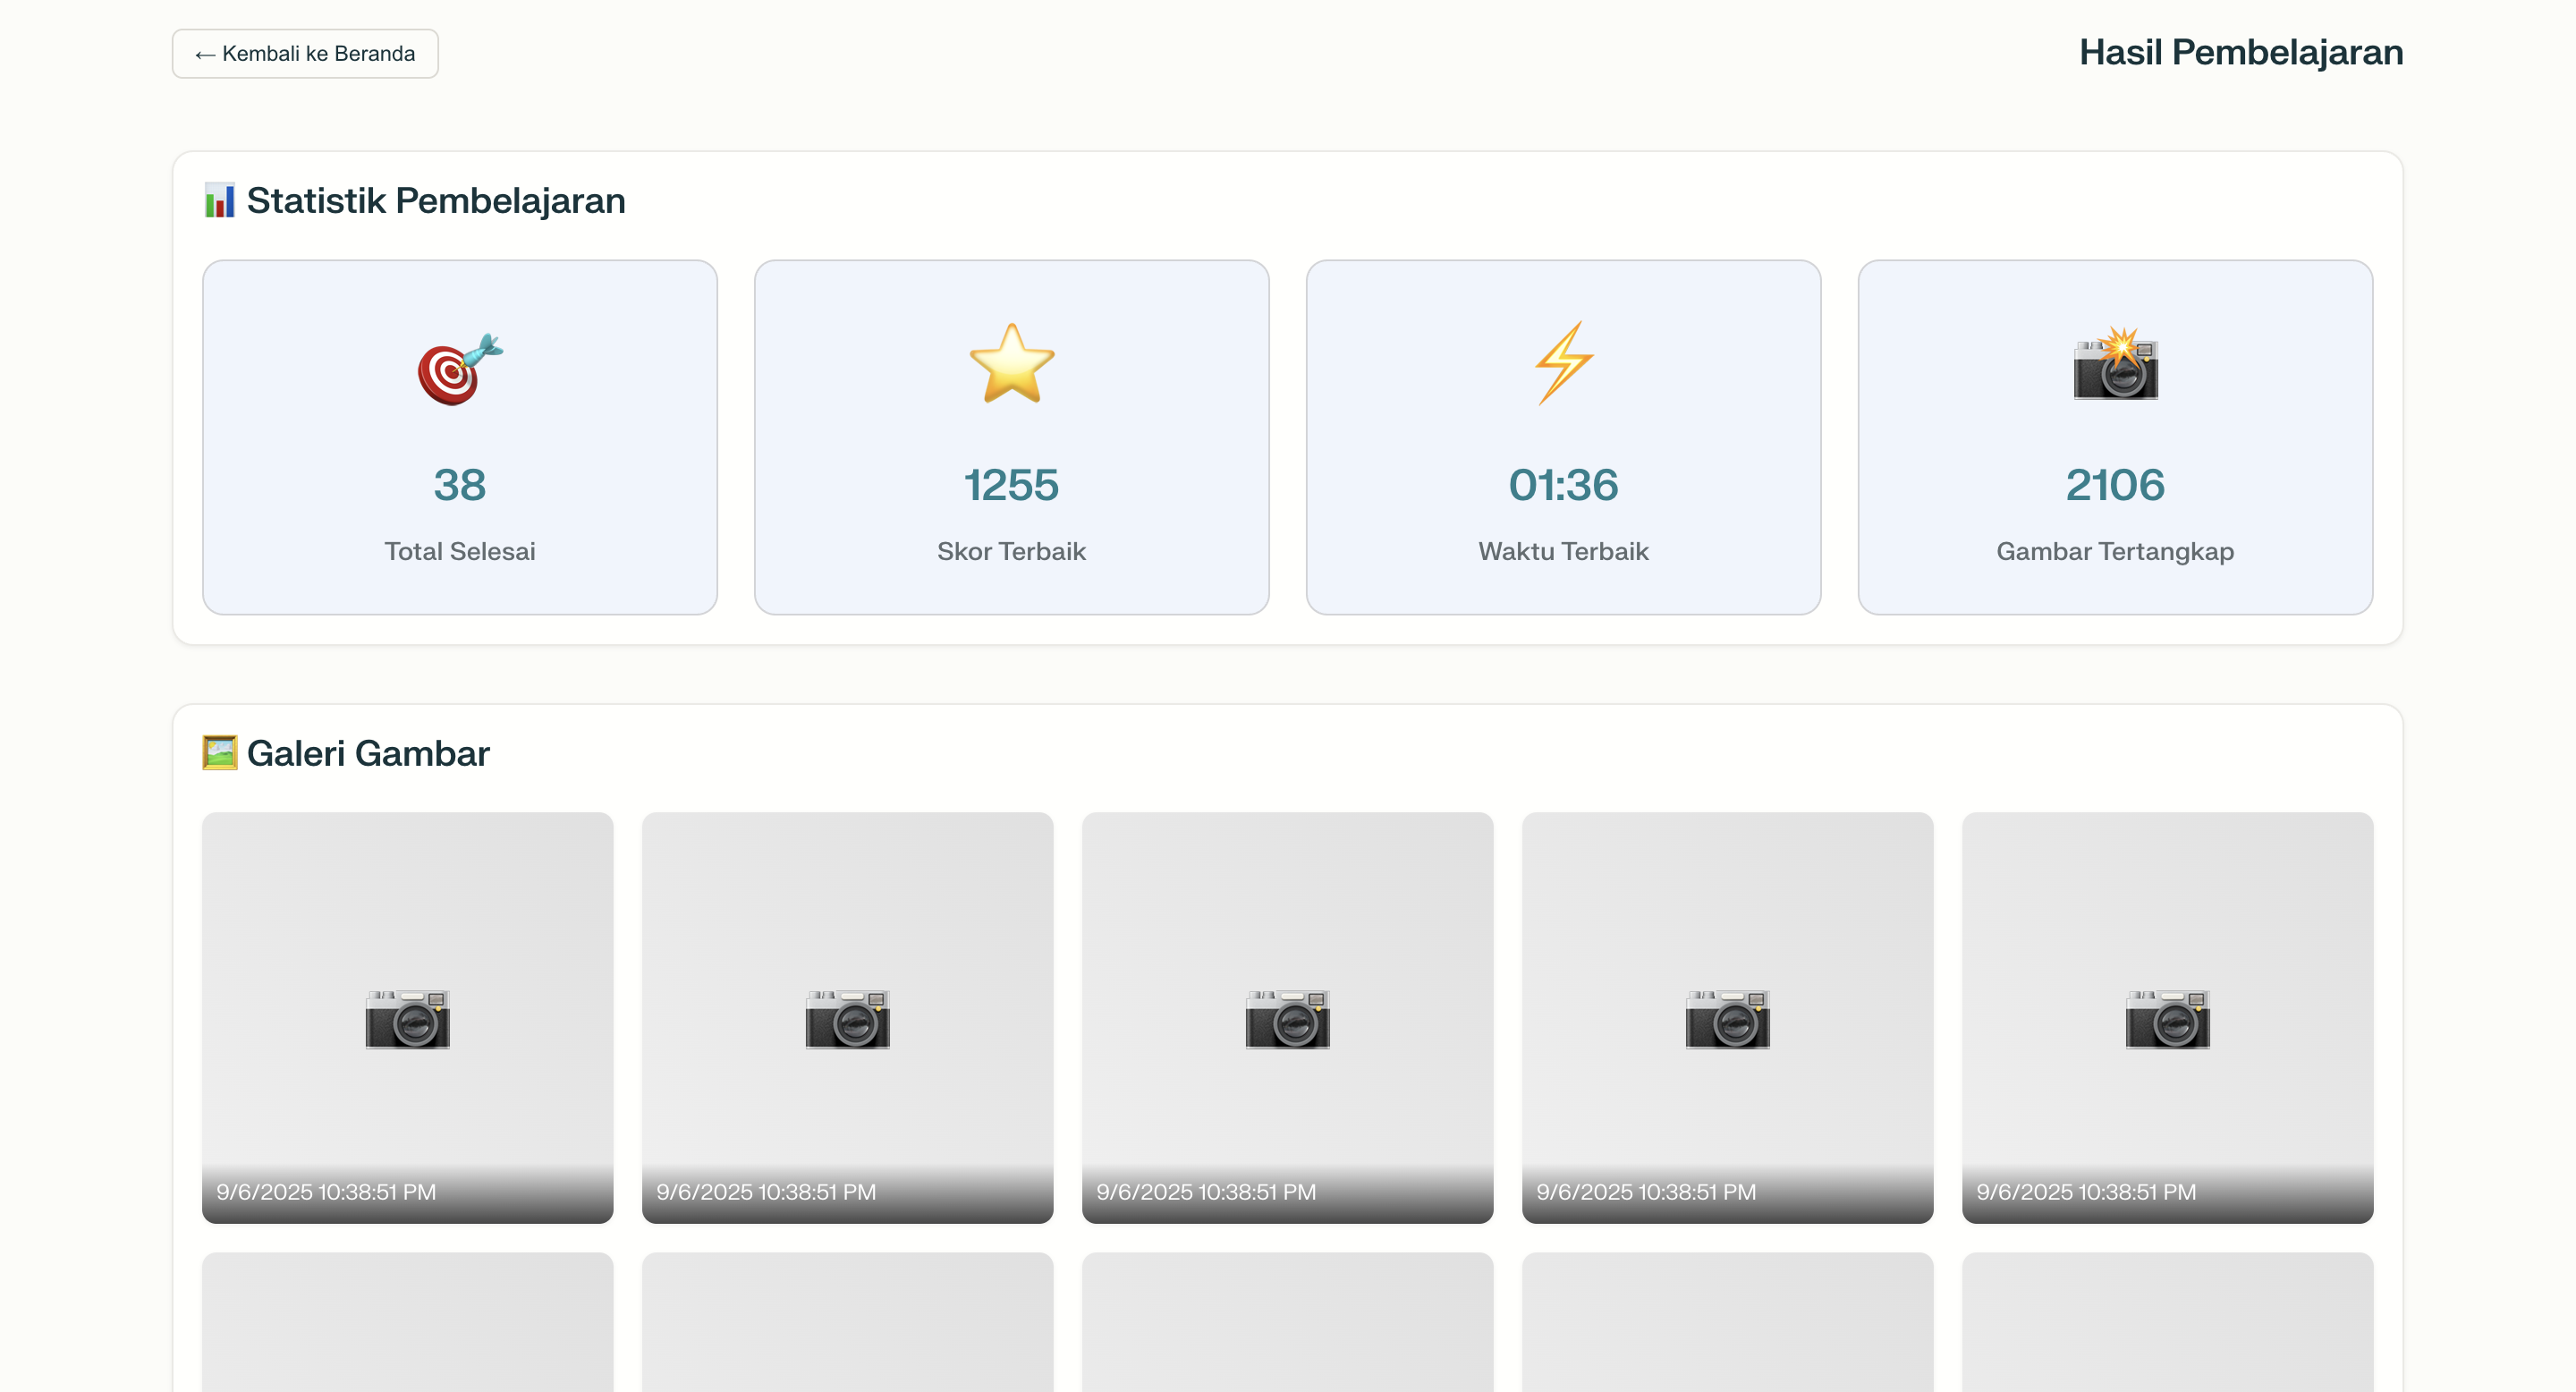 ← Kembali ke Beranda
Hasil Pembelajaran
Statistik Pembelajaran
38
Total Selesai
1255
Skor Terbaik
01:36
Waktu Terbaik
2106
Gambar Tertangkap
Galeri Gambar
9/6/2025 10:38:51 PM
9/6/2025 10:38:51 PM
9/6/2025 10:38:51 PM
9/6/2025 10:38:51 PM
9/6/2025 10:38:51 PM